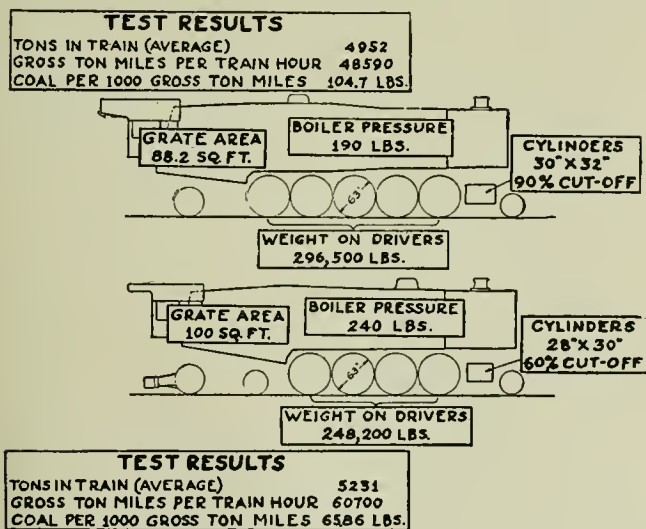 TEST RESULTS
TONS IN TRAIN (AVERAGE) 4952
GROSS TON MILES PER TRAIN HOUR 48590
COAL PER 1000 GROSS TON MILES 104.7 LBS.
GRATE AREA
88.2 SQ. FT.
BOILER PRESSURE
190 LBS.
CYLINDERS
30" X 32"
90% CUT-OFF
63"
WEIGHT ON DRIVERS
296,500 LBS.
GRATE AREA
100 SQ. FT.
BOILER PRESSURE
240 LBS.
CYLINDERS
28" X 30"
60% CUT-OFF
63"
WEIGHT ON DRIVERS
248,200 LBS.
TEST RESULTS
TONS IN TRAIN (AVERAGE) 5231
GROSS TON MILES PER TRAIN HOUR 60700
COAL PER 1000 GROSS TON MILES 65.86 LBS.